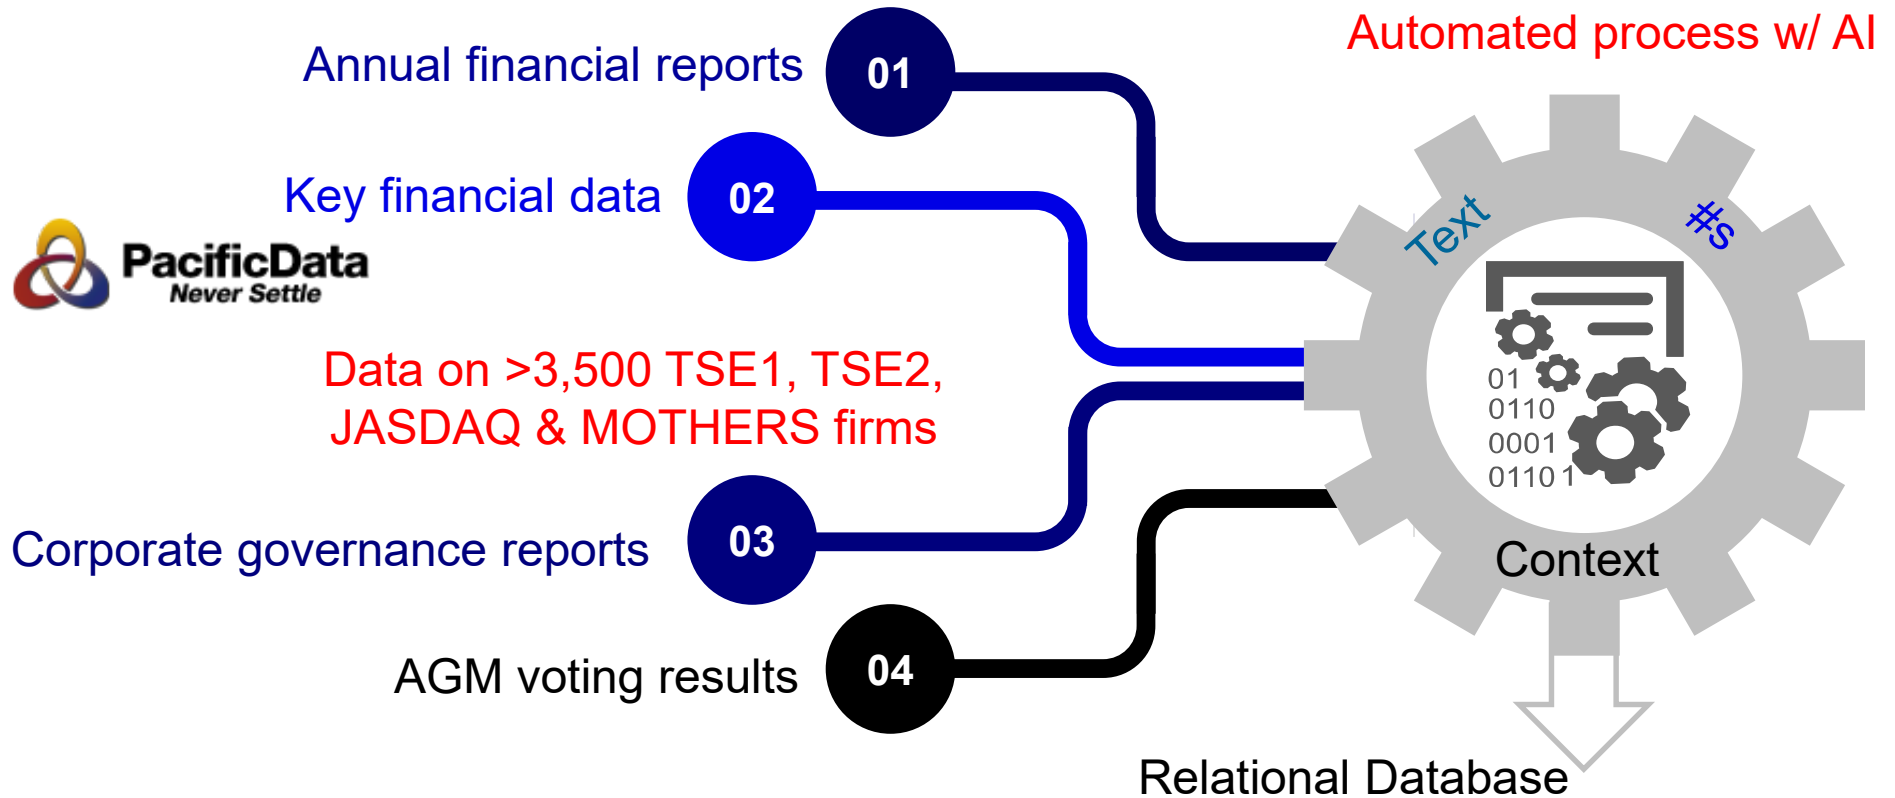 Automated process w/ AI
Annual financial reports
01
Key financial data
02
PacificData
Never Settle
Data on >3,500 TSE1, TSE2,
JASDAQ & MOTHERS firms
Corporate governance reports
03
AGM voting results
04
Text
#s
01
0110
0001
0110 1
Context
Relational Database